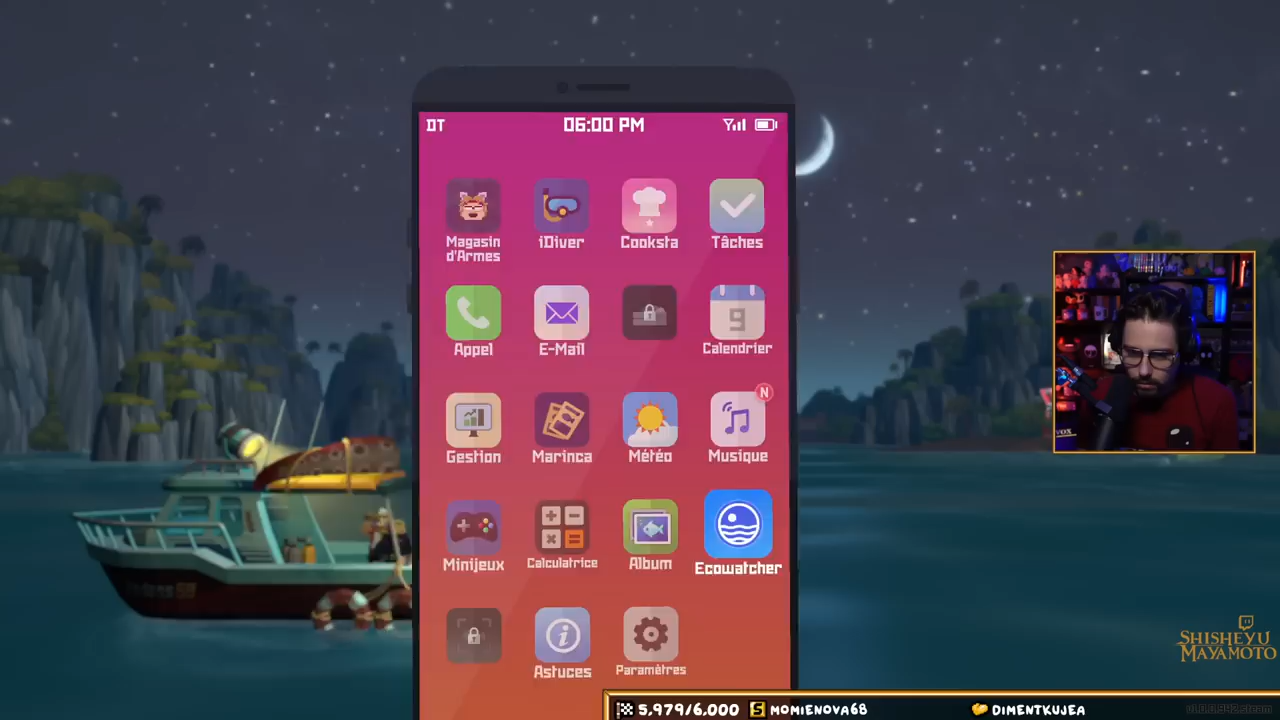 DT
06:00 PM
Magasin
d'Armes
iDiver
Cooksta
Tâches
Appel
E-Mail
9
Calendrier
Gestion
Marinca
Météo
N
Musique
Minijeux
Calculatrice
Album
Ecowatcher
Astuces
Paramètres
SHISHEYU
MAYAMOTO
5,979/6,000
S
MOMIENOVA68
DIMENTKUJEA